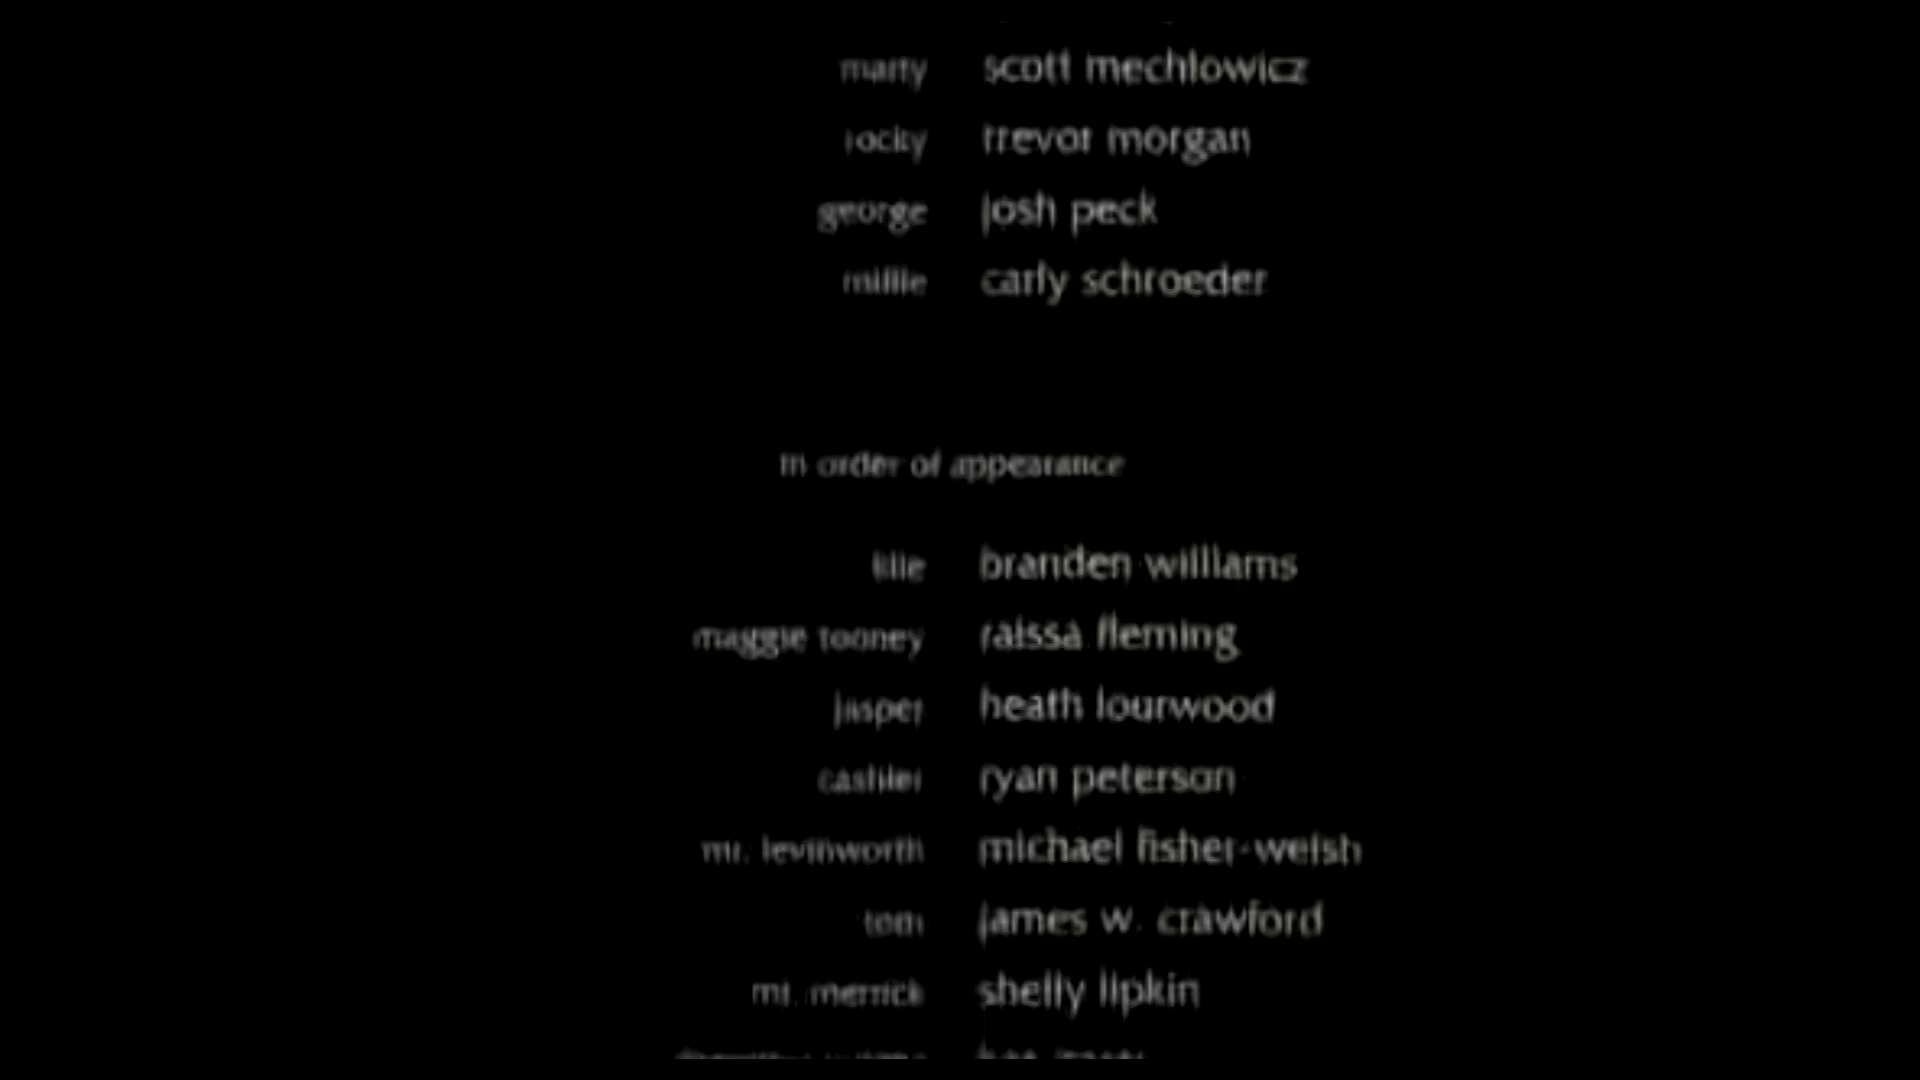 marty scott mechlowicz
rocky trevor morgan
george josh peck
millie carly schroeder
in order of appearance
kile branden williams
maggie tooney raissa fleming
jasper heath lourwood
cashier ryan peterson
mr. levinworth michael fisher-welsh
tom james w. crawford
mr. merrick shelly lipkin